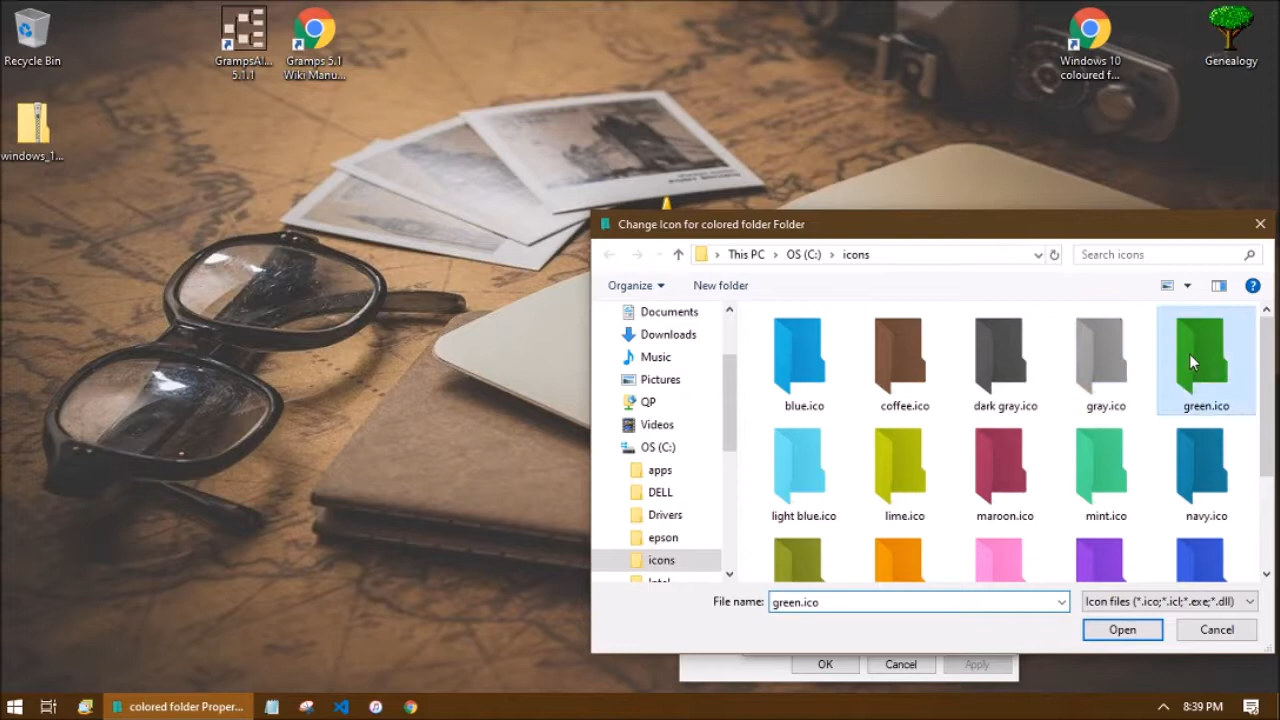 Recycle Bin
GrampsAI...
5.1.1
Gramps 5.1
Wiki Manu...
Windows 10
coloured f...
Genealogy
windows_1...
Change Icon for colored folder Folder
This PC > OS (C:) > icons
Search icons
Organize
New folder
Documents
Downloads
Music
Pictures
QP
Videos
OS (C:)
apps
DELL
Drivers
epson
icons
Intel
blue.ico
coffee.ico
dark gray.ico
gray.ico
green.ico
light blue.ico
lime.ico
maroon.ico
mint.ico
navy.ico
File name: green.ico
Icon files (*.ico;*.icl;*.exe;*.dll)
Open
Cancel
OK
Cancel
Apply
colored folder Proper...
8:39 PM